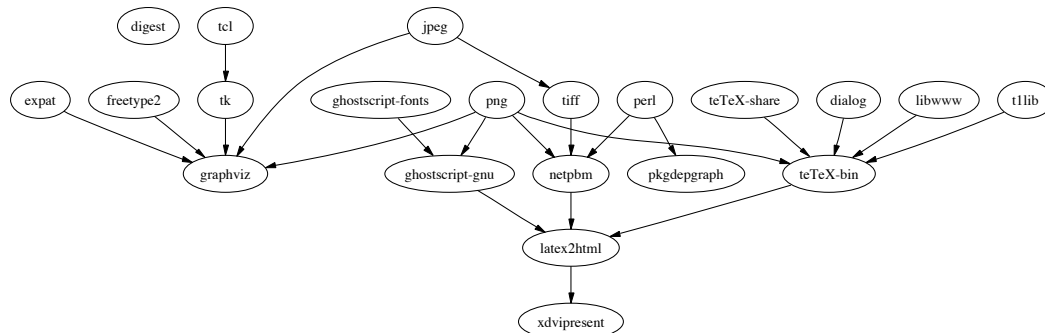 digest tcl jpeg
expat freetype2 tk ghostscript-fonts png tiff perl teTeX-share dialog libwww t1lib
graphviz ghostscript-gnu netpbm pkgdepgraph teTeX-bin
latex2html
xdvipresent